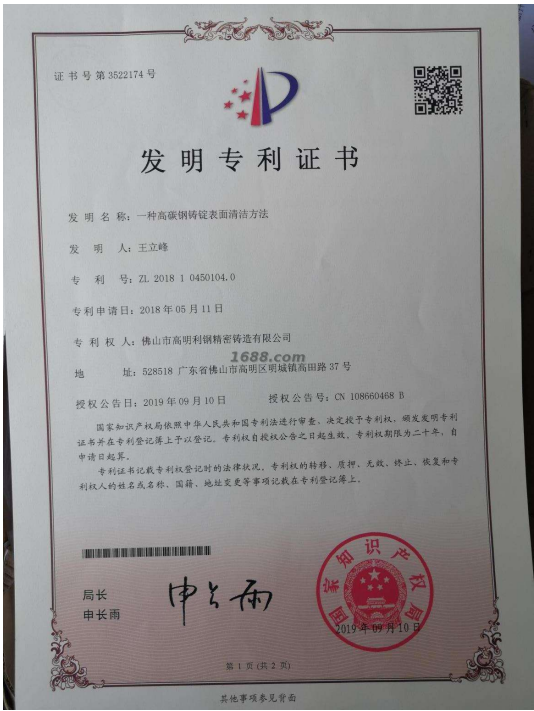 证书号第3522174号
发明专利证书
发明名称：一种高碳钢铸锭表面清洁方法
发明人：王立峰
专利号：ZL 2018 1 0450104.0
专利申请日：2018年05月11日
专利权人：佛山市高明利钢精密铸造有限公司
1688.com
地址：528518 广东省佛山市高明区明城镇高田路37号
授权公告日：2019年09月10日 授权公告号：CN 108660468 B
国家知识产权局依照中华人民共和国专利法进行审查，决定授予专利权，颁发发明专利
证书并在专利登记簿上予以登记。专利权自授权公告之日起生效。专利权期限为二十年，自
申请日起算。
专利证书记载专利权登记时的法律状况。专利权的转移、质押、无效、终止、恢复和专
利权人的姓名或名称、国籍、地址变更等事项记载在专利登记簿上。
局长
申长雨
申长雨
国家知识产权局
2019年09月10日
第 1 页 (共 2 页)
其他事项参见背面